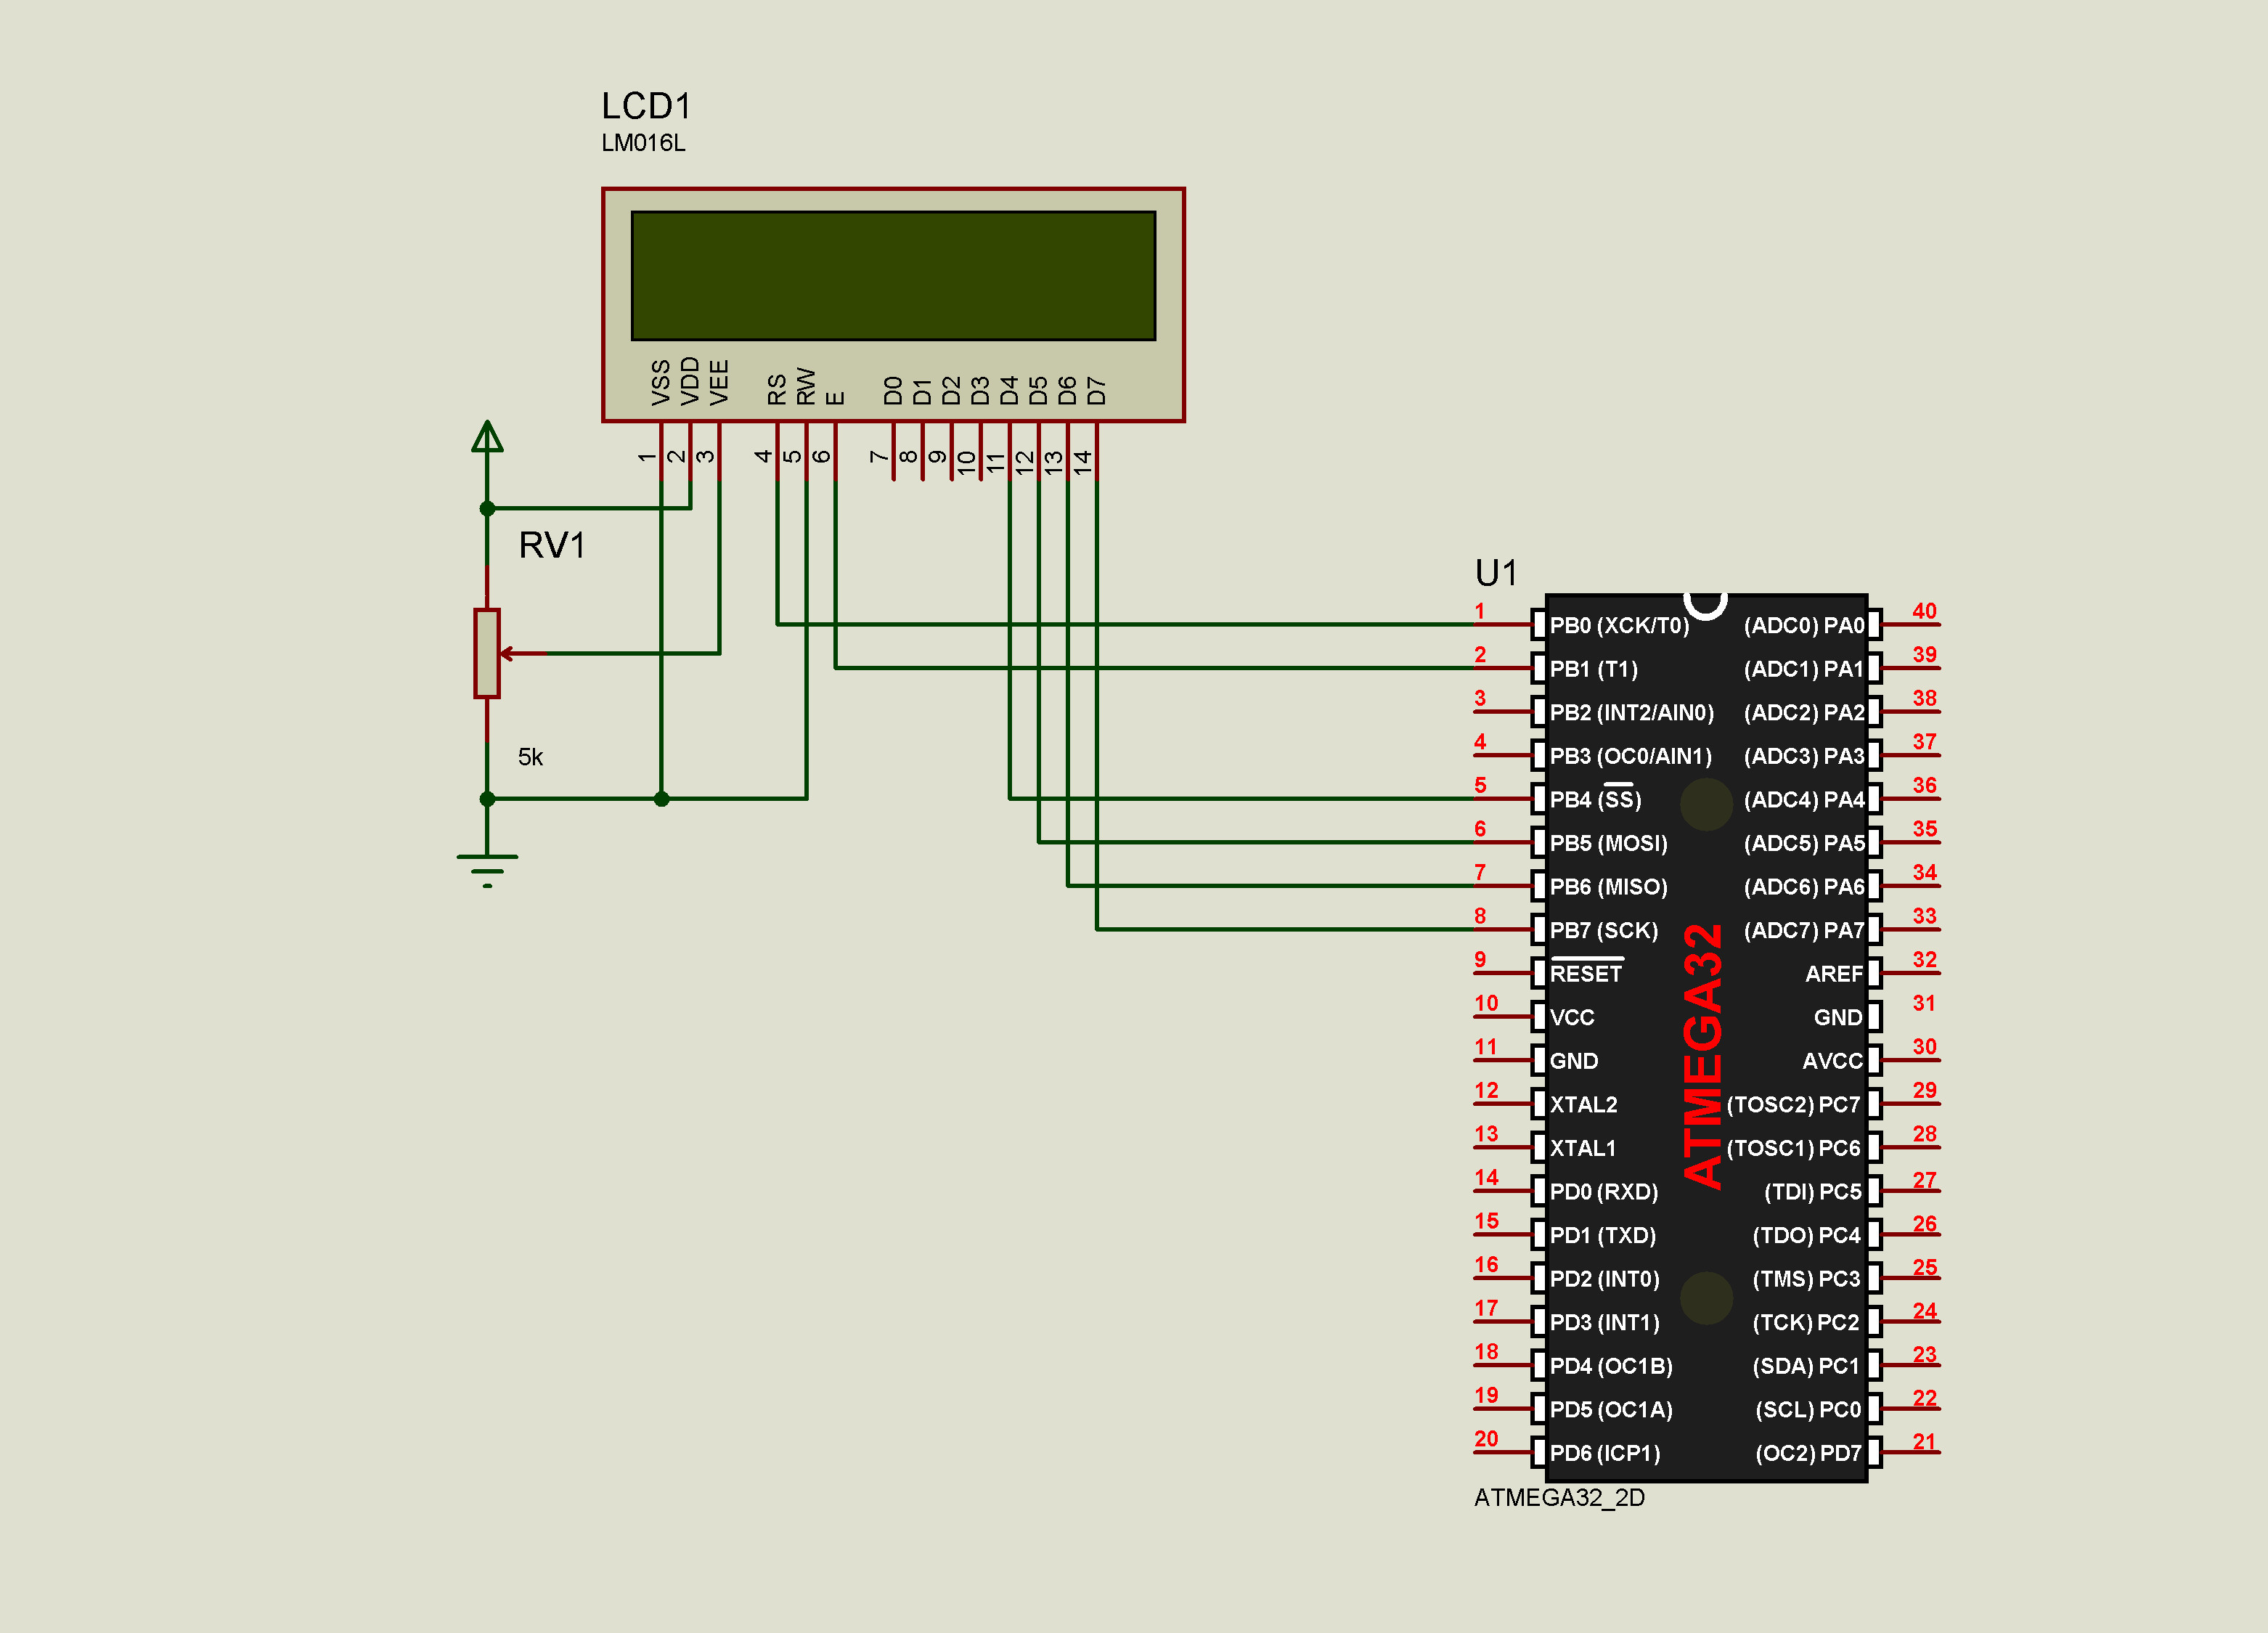 LCD1
LM016L
VSS
VDD
VEE
RS
RW
E
D0
D1
D2
D3
D4
D5
D6
D7
1
2
3
4
5
6
7
8
9
10
11
12
13
14
RV1
5k
U1
1 PB0 (XCK/T0) (ADC0) PA0 40
2 PB1 (T1) (ADC1) PA1 39
3 PB2 (INT2/AIN0) (ADC2) PA2 38
4 PB3 (OC0/AIN1) (ADC3) PA3 37
5 PB4 (SS) (ADC4) PA4 36
6 PB5 (MOSI) (ADC5) PA5 35
7 PB6 (MISO) (ADC6) PA6 34
8 PB7 (SCK) (ADC7) PA7 33
9 RESET AREF 32
10 VCC GND 31
11 GND AVCC 30
12 XTAL2 (TOSC2) PC7 29
13 XTAL1 (TOSC1) PC6 28
14 PD0 (RXD) (TDI) PC5 27
15 PD1 (TXD) (TDO) PC4 26
16 PD2 (INT0) (TMS) PC3 25
17 PD3 (INT1) (TCK) PC2 24
18 PD4 (OC1B) (SDA) PC1 23
19 PD5 (OC1A) (SCL) PC0 22
20 PD6 (ICP1) (OC2) PD7 21
ATMEGA32
ATMEGA32_2D